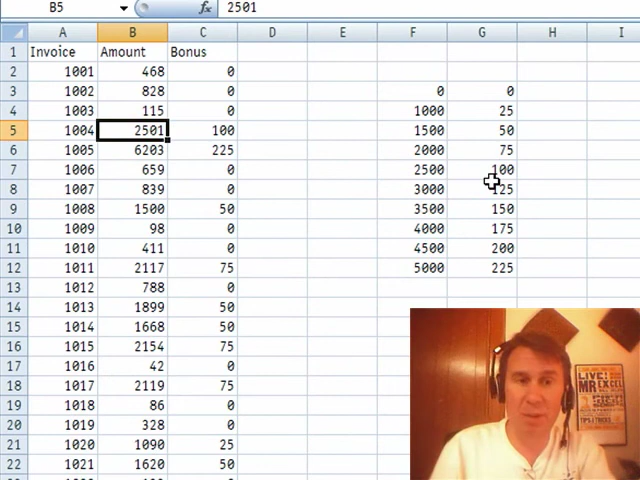 B5 fx 2501
A B C D E F G H I
1 Invoice Amount Bonus
2 1001 468 0
3 1002 828 0 0 0
4 1003 115 0 1000 25
5 1004 2501 100 1500 50
6 1005 6203 225 2000 75
7 1006 659 0 2500 100
8 1007 839 0 3000 125
9 1008 1500 50 3500 150
10 1009 98 0 4000 175
11 1010 411 0 4500 200
12 1011 2117 75 5000 225
13 1012 788 0
14 1013 1899 50
15 1014 1668 50
16 1015 2154 75
17 1016 42 0
18 1017 2119 75
19 1018 86 0
20 1019 328 0
21 1020 1090 25
22 1021 1620 50
LIVE!
MR EXCEL
TIPS & TRICKS